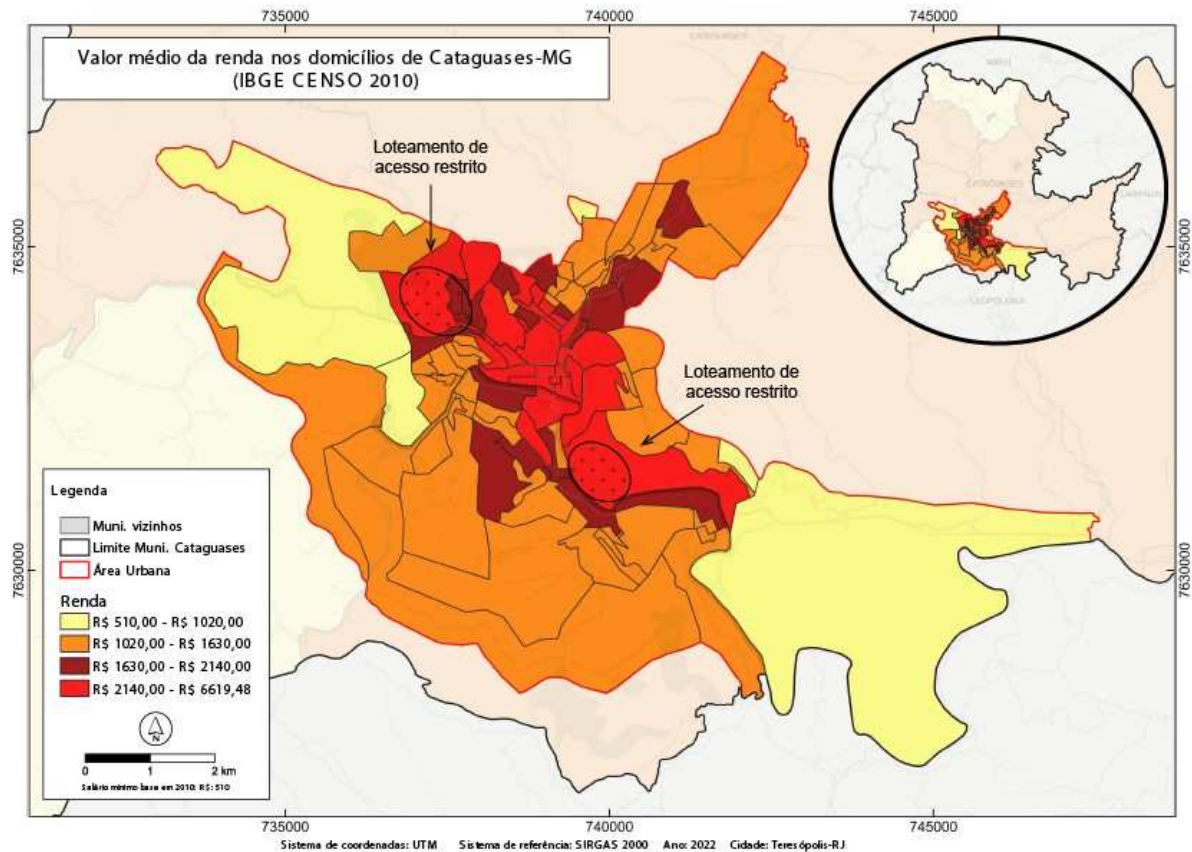 735000
740000
745000
Valor médio da renda nos domicílios de Cataguases-MG
(IBGE CENSO 2010)
Loteamento de
acesso restrito
CATAGUASES
LEOPOLDINA
7635000
7635000
Loteamento de
acesso restrito
Legenda
Muni. vizinhos
Limite Muni. Cataguases
Área Urbana
Renda
R$ 510,00 - R$ 1020,00
R$ 1020,00 - R$ 1630,00
R$ 1630,00 - R$ 2140,00
R$ 2140,00 - R$ 6619,48
N
0 1 2 km
Salário mínimo base em 2010: R$: 510
7630000
7630000
735000
740000
745000
Sistema de coordenadas: UTM Sistema de referência: SIRGAS 2000 Ano: 2022 Cidade: Teresópolis-RJ